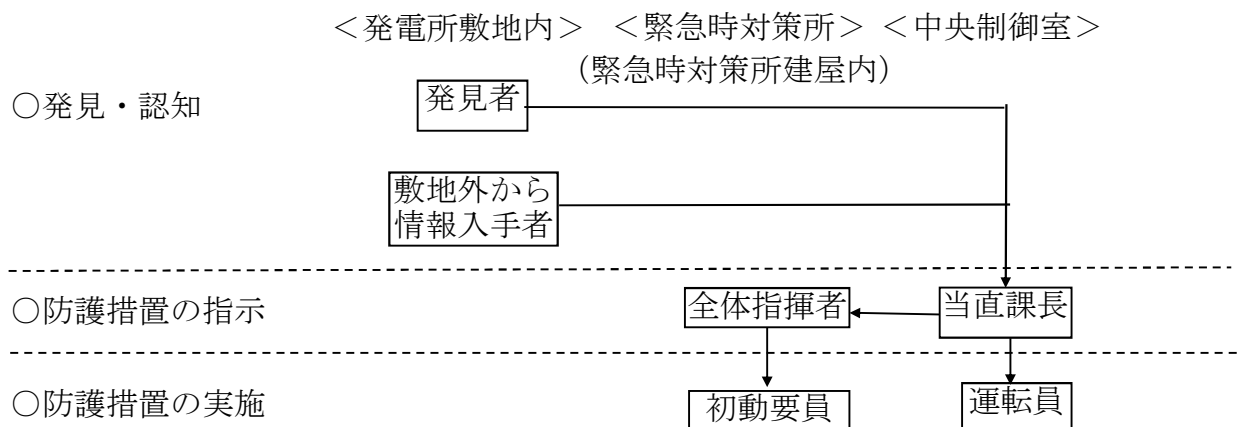 ＜発電所敷地内＞ ＜緊急時対策所＞ ＜中央制御室＞
（緊急時対策所建屋内）
○発見・認知
発見者
敷地外から
情報入手者
○防護措置の指示
全体指揮者
当直課長
○防護措置の実施
初動要員
運転員